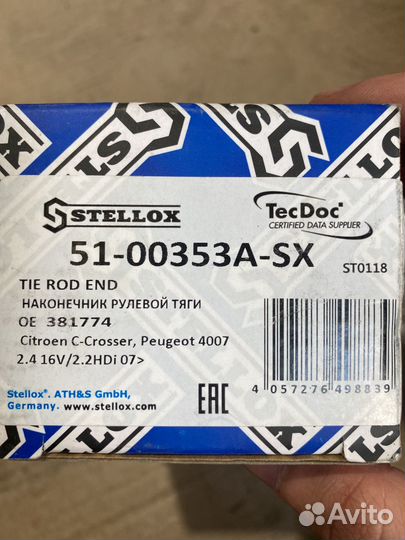 STELLOX
TecDoc
CERTIFIED DATA SUPPLIER
51-00353A-SX
ST0118
TIE ROD END
НАКОНЕЧНИК РУЛЕВОЙ ТЯГИ
OE 381774
Citroen C-Crosser, Peugeot 4007
2.4 16V/2.2HDi 07>
Stellox®. ATH&S GmbH,
Germany. www.stellox.com
EAC
4 057276 498839
Avito